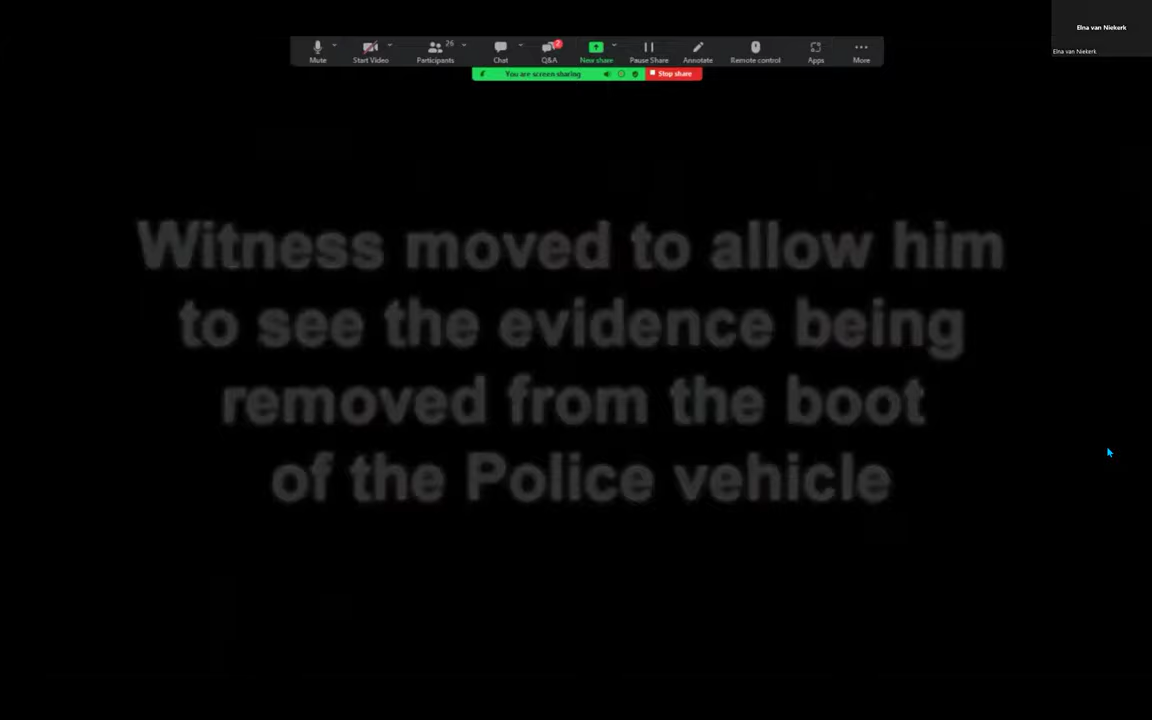 Elna van Niekerk
Elna van Niekerk
26
2
Mute
Start Video
Participants
Chat
Q&A
New share
Pause Share
Annotate
Remote control
Apps
More
You are screen sharing
Stop share
Witness moved to allow him
to see the evidence being
removed from the boot
of the Police vehicle